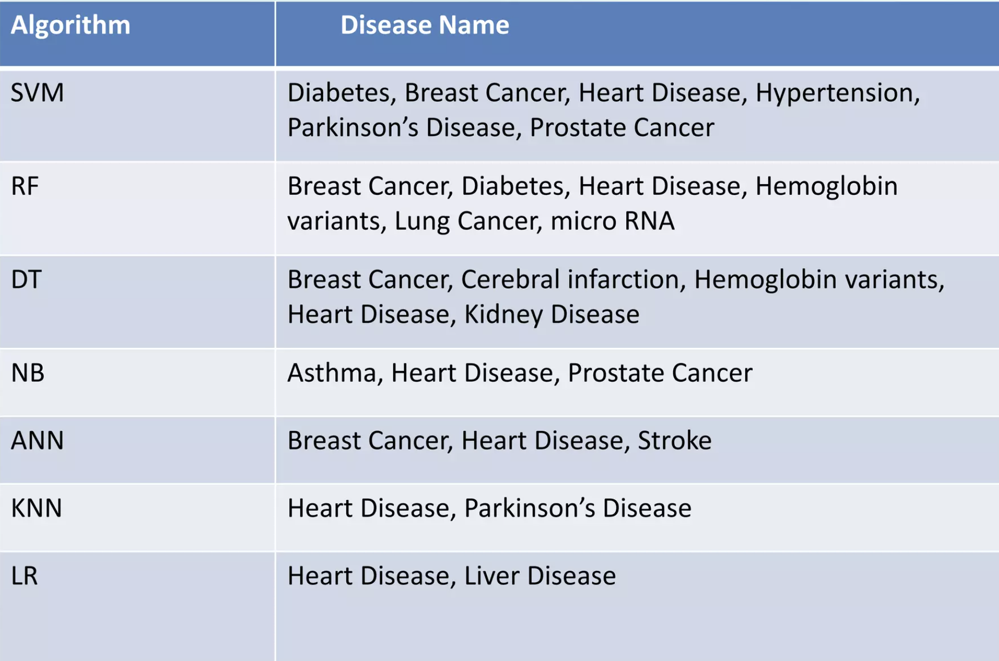 Algorithm
Disease Name
SVM
Diabetes, Breast Cancer, Heart Disease, Hypertension,
Parkinson’s Disease, Prostate Cancer
RF
Breast Cancer, Diabetes, Heart Disease, Hemoglobin
variants, Lung Cancer, micro RNA
DT
Breast Cancer, Cerebral infarction, Hemoglobin variants,
Heart Disease, Kidney Disease
NB
Asthma, Heart Disease, Prostate Cancer
ANN
Breast Cancer, Heart Disease, Stroke
KNN
Heart Disease, Parkinson’s Disease
LR
Heart Disease, Liver Disease